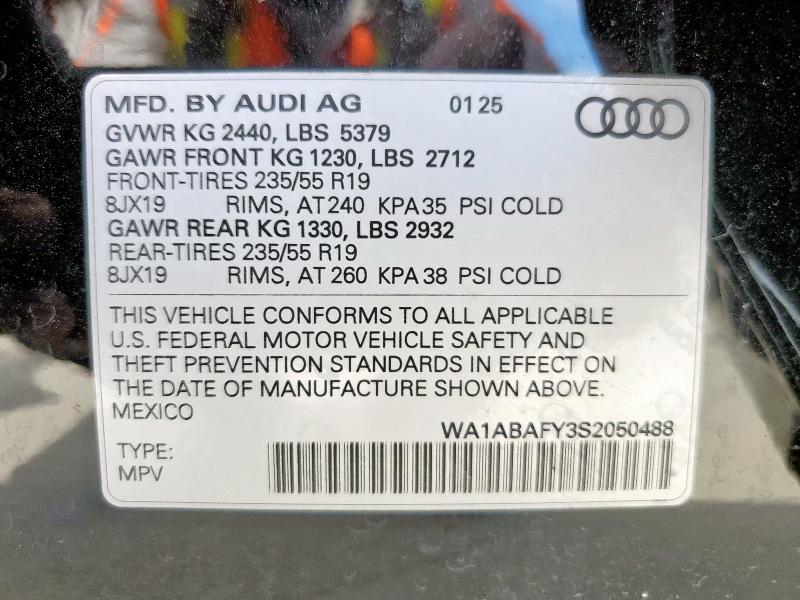 MFD. BY AUDI AG 01 25
GVWR KG 2440, LBS 5379
GAWR FRONT KG 1230, LBS 2712
FRONT-TIRES 235/55 R19
8JX19 RIMS, AT 240 KPA 35 PSI COLD
GAWR REAR KG 1330, LBS 2932
REAR-TIRES 235/55 R19
8JX19 RIMS, AT 260 KPA 38 PSI COLD
THIS VEHICLE CONFORMS TO ALL APPLICABLE
U.S. FEDERAL MOTOR VEHICLE SAFETY AND
THEFT PREVENTION STANDARDS IN EFFECT ON
THE DATE OF MANUFACTURE SHOWN ABOVE.
MEXICO
WA1ABAFY3S2050488
TYPE:
MPV